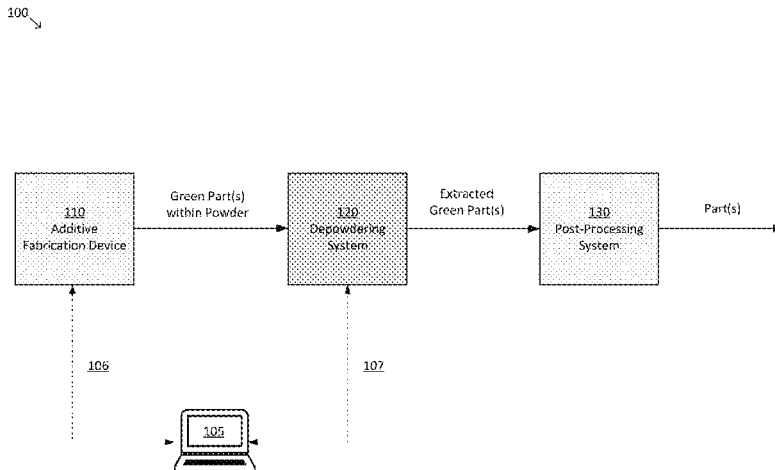 100
110
Additive
Fabrication Device
Green Part(s)
within Powder
120
Depowdering
System
Extracted
Green Part(s)
130
Post-Processing
System
Part(s)
106
107
105